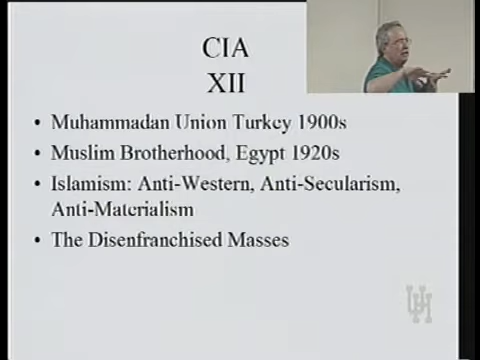 CIA
XII
• Muhammadan Union Turkey 1900s
• Muslim Brotherhood, Egypt 1920s
• Islamism: Anti-Western, Anti-Secularism,
Anti-Materialism
• The Disenfranchised Masses
UH